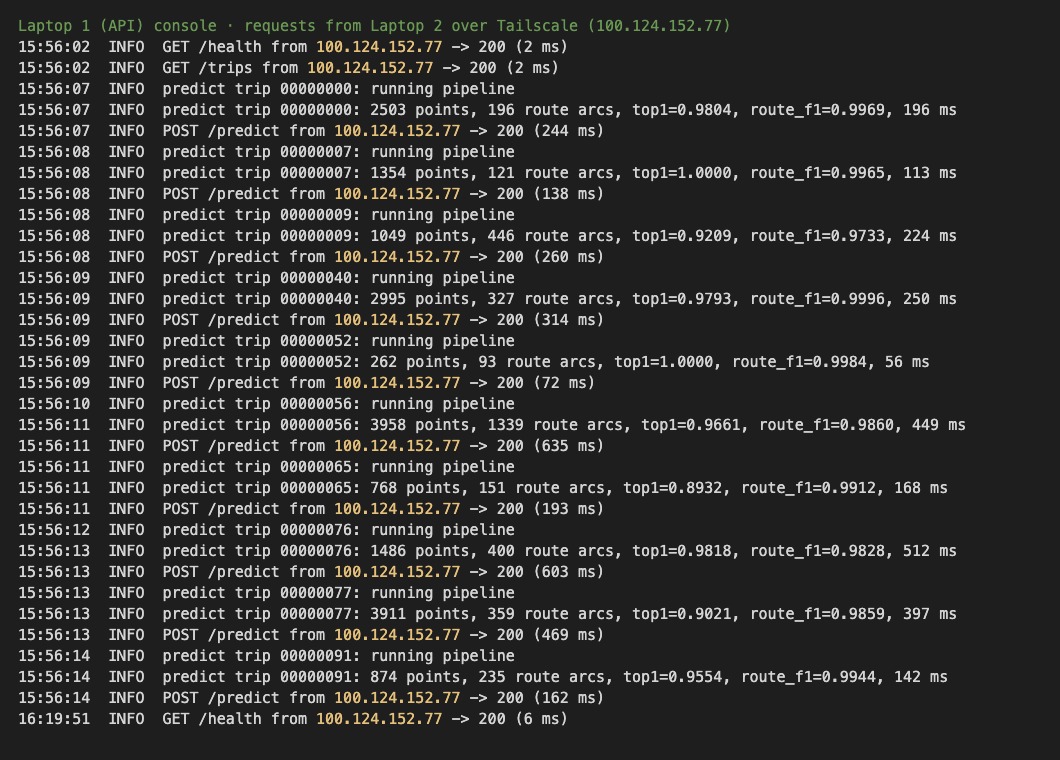 Laptop 1 (API) console · requests from Laptop 2 over Tailscale (100.124.152.77)
15:56:02  INFO  GET /health from 100.124.152.77 -> 200 (2 ms)
15:56:02  INFO  GET /trips from 100.124.152.77 -> 200 (2 ms)
15:56:07  INFO  predict trip 00000000: running pipeline
15:56:07  INFO  predict trip 00000000: 2503 points, 196 route arcs, top1=0.9804, route_f1=0.9969, 196 ms
15:56:07  INFO  POST /predict from 100.124.152.77 -> 200 (244 ms)
15:56:08  INFO  predict trip 00000007: running pipeline
15:56:08  INFO  predict trip 00000007: 1354 points, 121 route arcs, top1=1.0000, route_f1=0.9965, 113 ms
15:56:08  INFO  POST /predict from 100.124.152.77 -> 200 (138 ms)
15:56:08  INFO  predict trip 00000009: running pipeline
15:56:08  INFO  predict trip 00000009: 1049 points, 446 route arcs, top1=0.9209, route_f1=0.9733, 224 ms
15:56:08  INFO  POST /predict from 100.124.152.77 -> 200 (260 ms)
15:56:09  INFO  predict trip 00000040: running pipeline
15:56:09  INFO  predict trip 00000040: 2995 points, 327 route arcs, top1=0.9793, route_f1=0.9996, 250 ms
15:56:09  INFO  POST /predict from 100.124.152.77 -> 200 (314 ms)
15:56:09  INFO  predict trip 00000052: running pipeline
15:56:09  INFO  predict trip 00000052: 262 points, 93 route arcs, top1=1.0000, route_f1=0.9984, 56 ms
15:56:09  INFO  POST /predict from 100.124.152.77 -> 200 (72 ms)
15:56:10  INFO  predict trip 00000056: running pipeline
15:56:11  INFO  predict trip 00000056: 3958 points, 1339 route arcs, top1=0.9661, route_f1=0.9860, 449 ms
15:56:11  INFO  POST /predict from 100.124.152.77 -> 200 (635 ms)
15:56:11  INFO  predict trip 00000065: running pipeline
15:56:11  INFO  predict trip 00000065: 768 points, 151 route arcs, top1=0.8932, route_f1=0.9912, 168 ms
15:56:11  INFO  POST /predict from 100.124.152.77 -> 200 (193 ms)
15:56:12  INFO  predict trip 00000076: running pipeline
15:56:13  INFO  predict trip 00000076: 1486 points, 400 route arcs, top1=0.9818, route_f1=0.9828, 512 ms
15:56:13  INFO  POST /predict from 100.124.152.77 -> 200 (603 ms)
15:56:13  INFO  predict trip 00000077: running pipeline
15:56:13  INFO  predict trip 00000077: 3911 points, 359 route arcs, top1=0.9021, route_f1=0.9859, 397 ms
15:56:13  INFO  POST /predict from 100.124.152.77 -> 200 (469 ms)
15:56:14  INFO  predict trip 00000091: running pipeline
15:56:14  INFO  predict trip 00000091: 874 points, 235 route arcs, top1=0.9554, route_f1=0.9944, 142 ms
15:56:14  INFO  POST /predict from 100.124.152.77 -> 200 (162 ms)
16:19:51  INFO  GET /health from 100.124.152.77 -> 200 (6 ms)